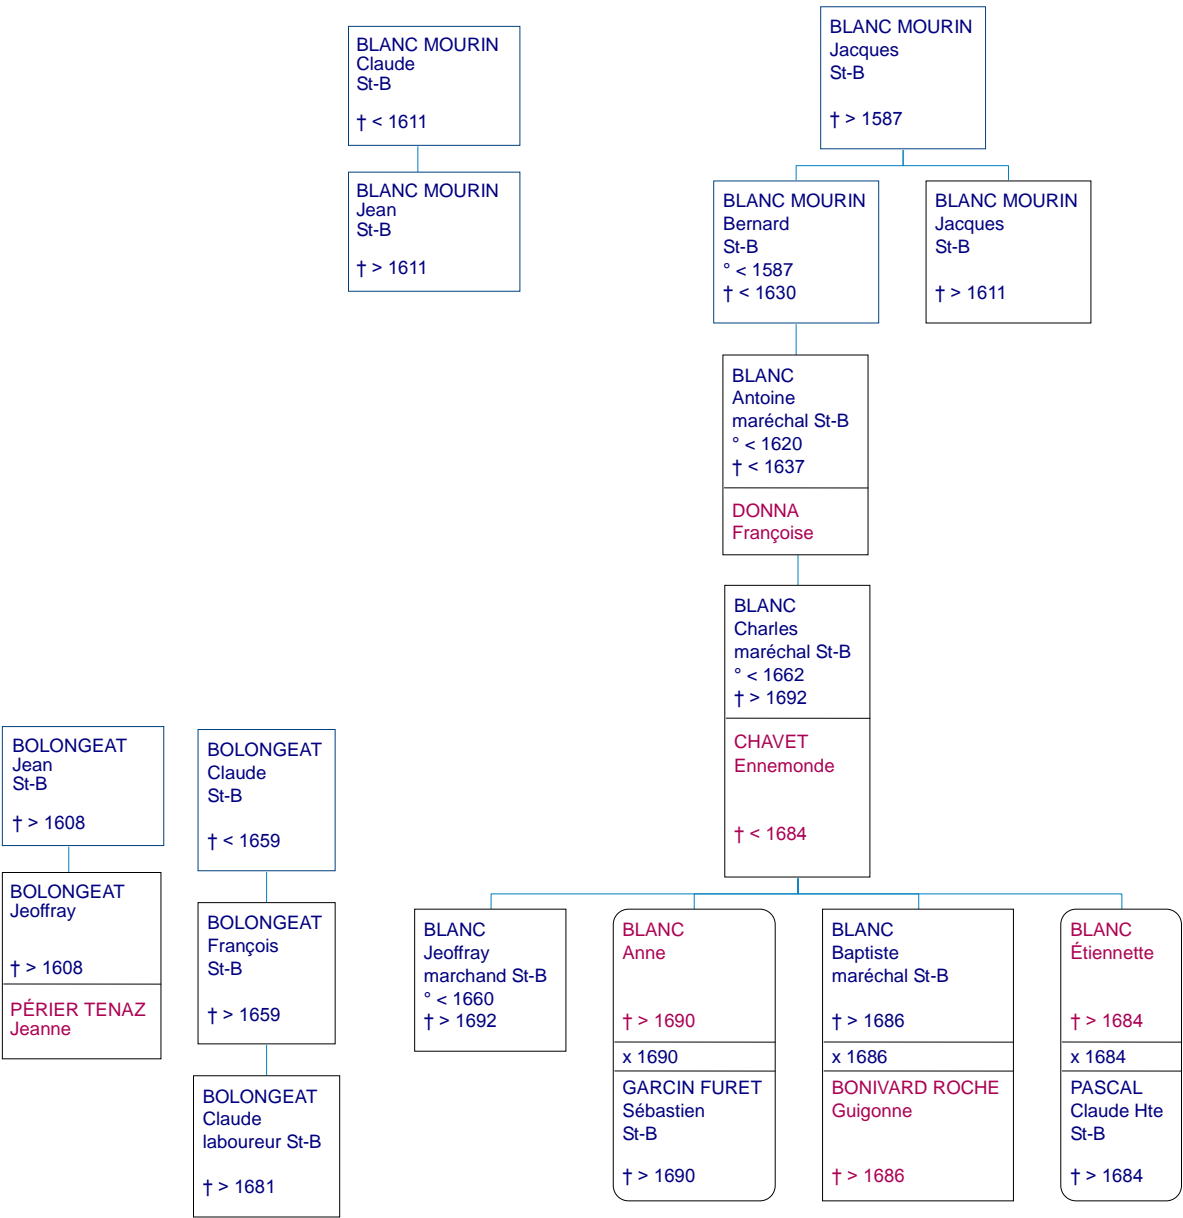 BLANC MOURIN
Claude
St-B
† < 1611
BLANC MOURIN
Jean
St-B
† > 1611
BLANC MOURIN
Jacques
St-B
† > 1587
BLANC MOURIN
Bernard
St-B
° < 1587
† < 1630
BLANC MOURIN
Jacques
St-B
† > 1611
BLANC
Antoine
maréchal St-B
° < 1620
† < 1637
DONNA
Françoise
BLANC
Charles
maréchal St-B
° < 1662
† > 1692
CHAVET
Ennemonde
† < 1684
BOLONGEAT
Jean
St-B
† > 1608
BOLONGEAT
Jeoffray
† > 1608
PÉRIER TENAZ
Jeanne
BOLONGEAT
Claude
St-B
† < 1659
BOLONGEAT
François
St-B
† > 1659
BOLONGEAT
Claude
laboureur St-B
† > 1681
BLANC
Jeoffray
marchand St-B
° < 1660
† > 1692
BLANC
Anne
† > 1690
x 1690
GARCIN FURET
Sébastien
St-B
† > 1690
BLANC
Baptiste
maréchal St-B
† > 1686
x 1686
BONIVARD ROCHE
Guigonne
† > 1686
BLANC
Étiennette
† > 1684
x 1684
PASCAL
Claude Hte
St-B
† > 1684